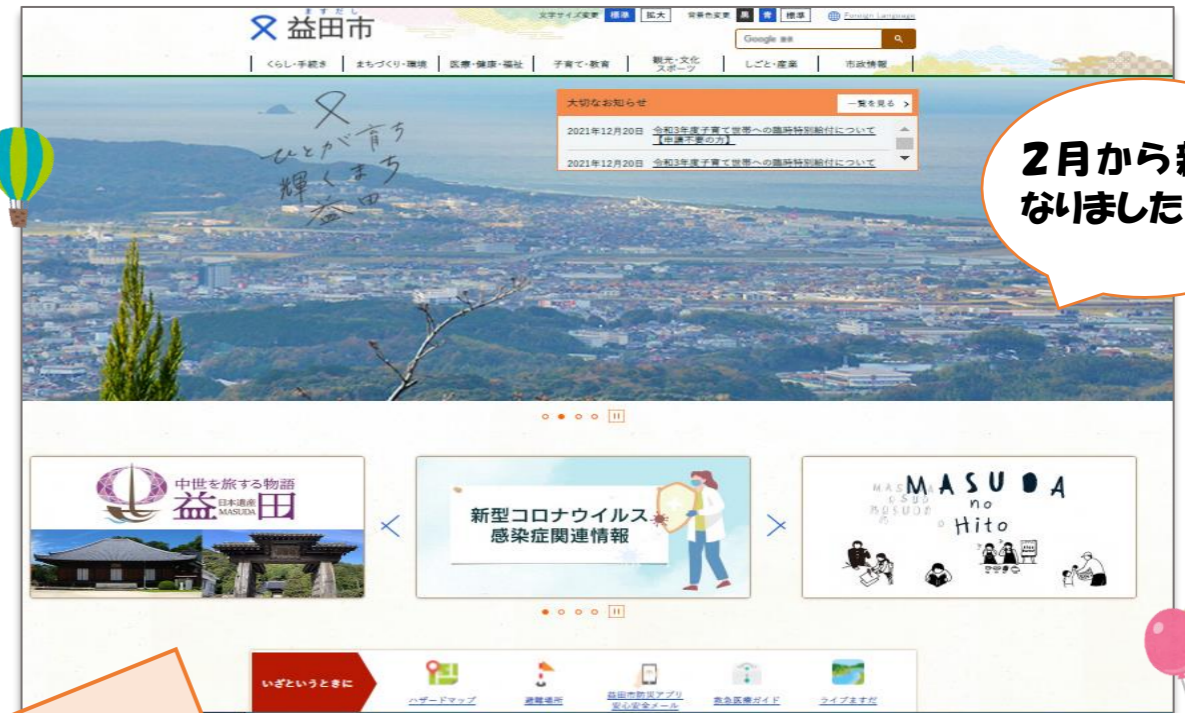 ますだし
益田市
文字サイズ変更 標準 拡大 背景色変更 黒 青 標準 Foreign Language
Google 検索
くらし・手続き まちづくり・環境 医療・健康・福祉 子育て・教育 観光・文化 スポーツ しごと・産業 市政情報
ひとが育ち
輝くまち
益田
大切なお知らせ 一覧を見る
2021年12月20日 令和3年度子育て世帯への臨時特別給付について
【申請不要の方】
2021年12月20日 令和3年度子育て世帯への臨時特別給付について
2月から新
なりました
中世を旅する物語
益田
日本遺産
MASUDA
新型コロナウイルス
感染症関連情報
MASUDA
no
Hito
いざというときに
ハザードマップ
避難場所
益田市防災アプリ
安心安全メール
救急医療ガイド
ライブますだ